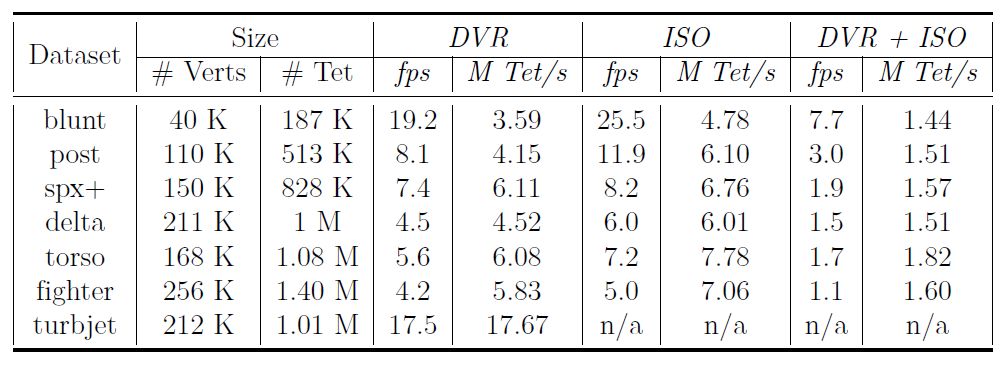 Dataset Size DVR ISO DVR + ISO
# Verts # Tet fps M Tet/s fps M Tet/s fps M Tet/s
blunt 40 K 187 K 19.2 3.59 25.5 4.78 7.7 1.44
post 110 K 513 K 8.1 4.15 11.9 6.10 3.0 1.51
spx+ 150 K 828 K 7.4 6.11 8.2 6.76 1.9 1.57
delta 211 K 1 M 4.5 4.52 6.0 6.01 1.5 1.51
torso 168 K 1.08 M 5.6 6.08 7.2 7.78 1.7 1.82
fighter 256 K 1.40 M 4.2 5.83 5.0 7.06 1.1 1.60
turbjet 212 K 1.01 M 17.5 17.67 n/a n/a n/a n/a